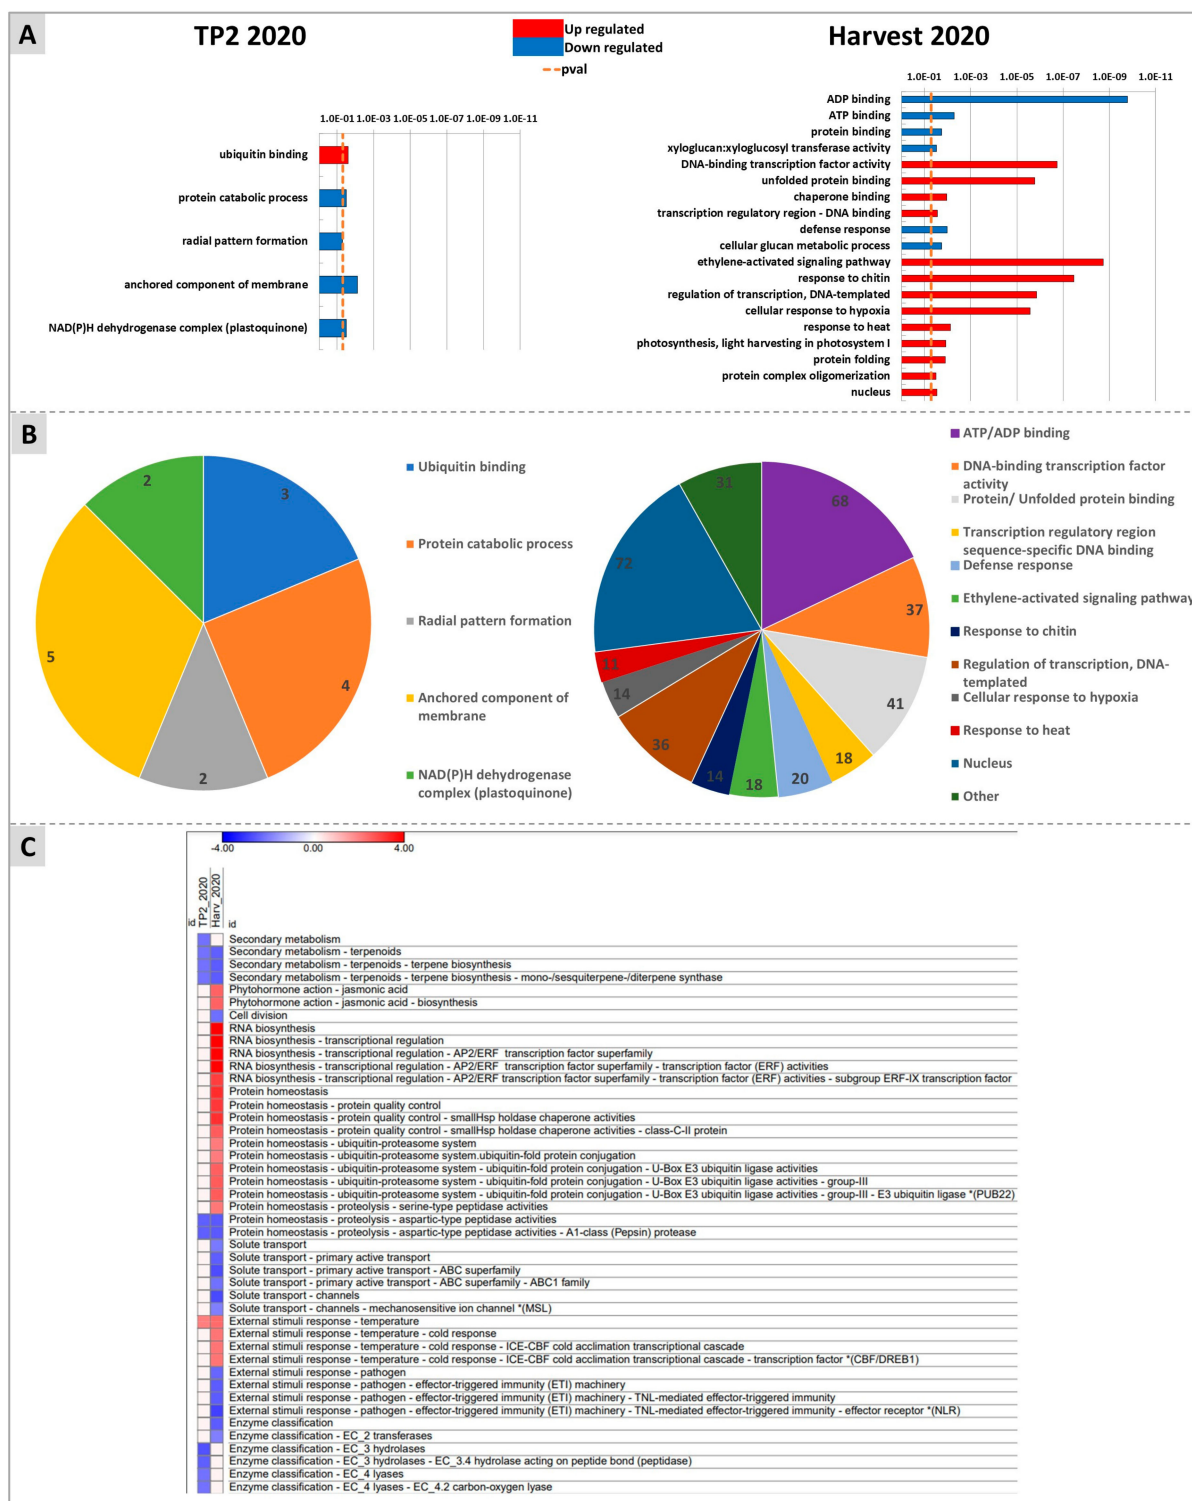 A
TP2 2020
Up regulated
Down regulated
pval
Harvest 2020
1.0E-01 1.0E-03 1.0E-05 1.0E-07 1.0E-09 1.0E-11
ubiquitin binding
protein catabolic process
radial pattern formation
anchored component of membrane
NAD(P)H dehydrogenase complex (plastoquinone)
1.0E-01 1.0E-03 1.0E-05 1.0E-07 1.0E-09 1.0E-11
ADP binding
ATP binding
protein binding
xyloglucan:xyloglucosyl transferase activity
DNA-binding transcription factor activity
unfolded protein binding
chaperone binding
transcription regulatory region - DNA binding
defense response
cellular glucan metabolic process
ethylene-activated signaling pathway
response to chitin
regulation of transcription, DNA-templated
cellular response to hypoxia
response to heat
photosynthesis, light harvesting in photosystem I
protein folding
protein complex oligomerization
nucleus
B
2
3
5
4
2
Ubiquitin binding
Protein catabolic process
Radial pattern formation
Anchored component of
membrane
NAD(P)H dehydrogenase
complex (plastoquinone)
31
68
72
37
11
14
41
36
18
14
18
20
ATP/ADP binding
DNA-binding transcription factor
activity
Protein/ Unfolded protein binding
Transcription regulatory region
sequence-specific DNA binding
Defense response
Ethylene-activated signaling pathway
Response to chitin
Regulation of transcription, DNA-
templated
Cellular response to hypoxia
Response to heat
Nucleus
Other
C
-4.00 0.00 4.00
id TP2_2020 Harv_2020 id
Secondary metabolism
Secondary metabolism - terpenoids
Secondary metabolism - terpenoids - terpene biosynthesis
Secondary metabolism - terpenoids - terpene biosynthesis - mono-/sesquiterpene-/diterpene synthase
Phytohormone action - jasmonic acid
Phytohormone action - jasmonic acid - biosynthesis
Cell division
RNA biosynthesis
RNA biosynthesis - transcriptional regulation
RNA biosynthesis - transcriptional regulation - AP2/ERF transcription factor superfamily
RNA biosynthesis - transcriptional regulation - AP2/ERF transcription factor superfamily - transcription factor (ERF) activities
RNA biosynthesis - transcriptional regulation - AP2/ERF transcription factor superfamily - transcription factor (ERF) activities - subgroup ERF-IX transcription factor
Protein homeostasis
Protein homeostasis - protein quality control
Protein homeostasis - protein quality control - smallHsp holdase chaperone activities
Protein homeostasis - protein quality control - smallHsp holdase chaperone activities - class-C-II protein
Protein homeostasis - ubiquitin-proteasome system
Protein homeostasis - ubiquitin-proteasome system.ubiquitin-fold protein conjugation
Protein homeostasis - ubiquitin-proteasome system - ubiquitin-fold protein conjugation - U-Box E3 ubiquitin ligase activities
Protein homeostasis - ubiquitin-proteasome system - ubiquitin-fold protein conjugation - U-Box E3 ubiquitin ligase activities - group-III
Protein homeostasis - ubiquitin-proteasome system - ubiquitin-fold protein conjugation - U-Box E3 ubiquitin ligase activities - group-III - E3 ubiquitin ligase *(PUB22)
Protein homeostasis - proteolysis - serine-type peptidase activities
Protein homeostasis - proteolysis - aspartic-type peptidase activities
Protein homeostasis - proteolysis - aspartic-type peptidase activities - A1-class (Pepsin) protease
Solute transport
Solute transport - primary active transport
Solute transport - primary active transport - ABC superfamily
Solute transport - primary active transport - ABC superfamily - ABC1 family
Solute transport - channels
Solute transport - channels - mechanosensitive ion channel *(MSL)
External stimuli response - temperature
External stimuli response - temperature - cold response
External stimuli response - temperature - cold response - ICE-CBF cold acclimation transcriptional cascade
External stimuli response - temperature - cold response - ICE-CBF cold acclimation transcriptional cascade - transcription factor *(CBF/DREB1)
External stimuli response - pathogen
External stimuli response - pathogen - effector-triggered immunity (ETI) machinery
External stimuli response - pathogen - effector-triggered immunity (ETI) machinery - TNL-mediated effector-triggered immunity
External stimuli response - pathogen - effector-triggered immunity (ETI) machinery - TNL-mediated effector-triggered immunity - effector receptor *(NLR)
Enzyme classification
Enzyme classification - EC_2 transferases
Enzyme classification - EC_3 hydrolases
Enzyme classification - EC_3 hydrolases - EC_3.4 hydrolase acting on peptide bond (peptidase)
Enzyme classification - EC_4 lyases
Enzyme classification - EC_4 lyases - EC_4.2 carbon-oxygen lyase